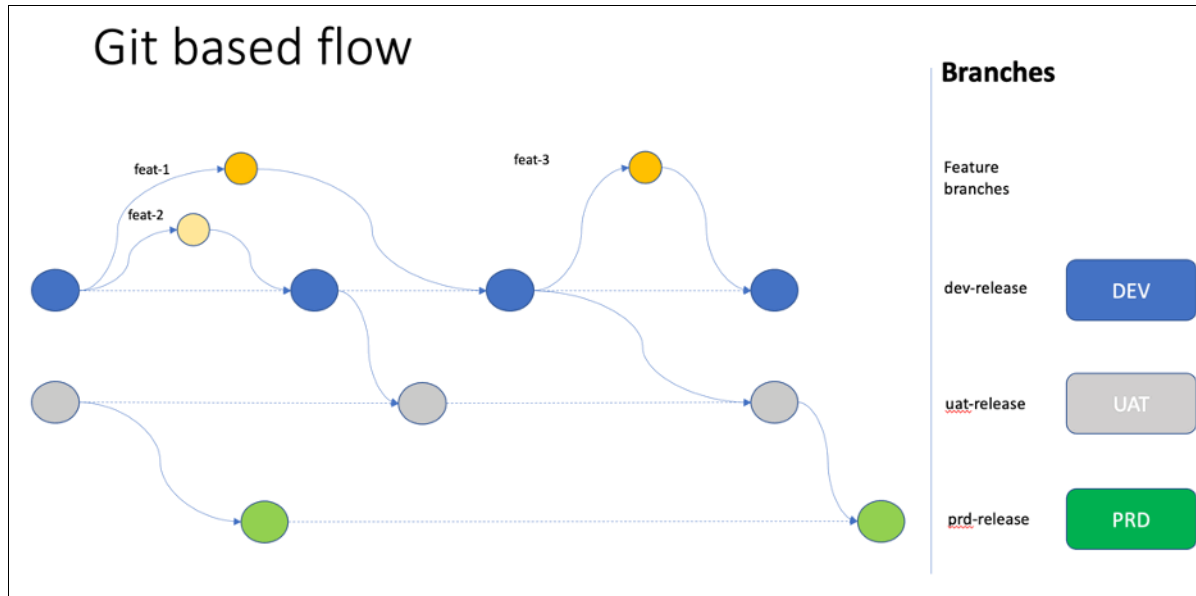 Git based flow
Branches
feat-1
feat-3
Feature
branches
feat-2
dev-release
DEV
uat-release
UAT
prd-release
PRD